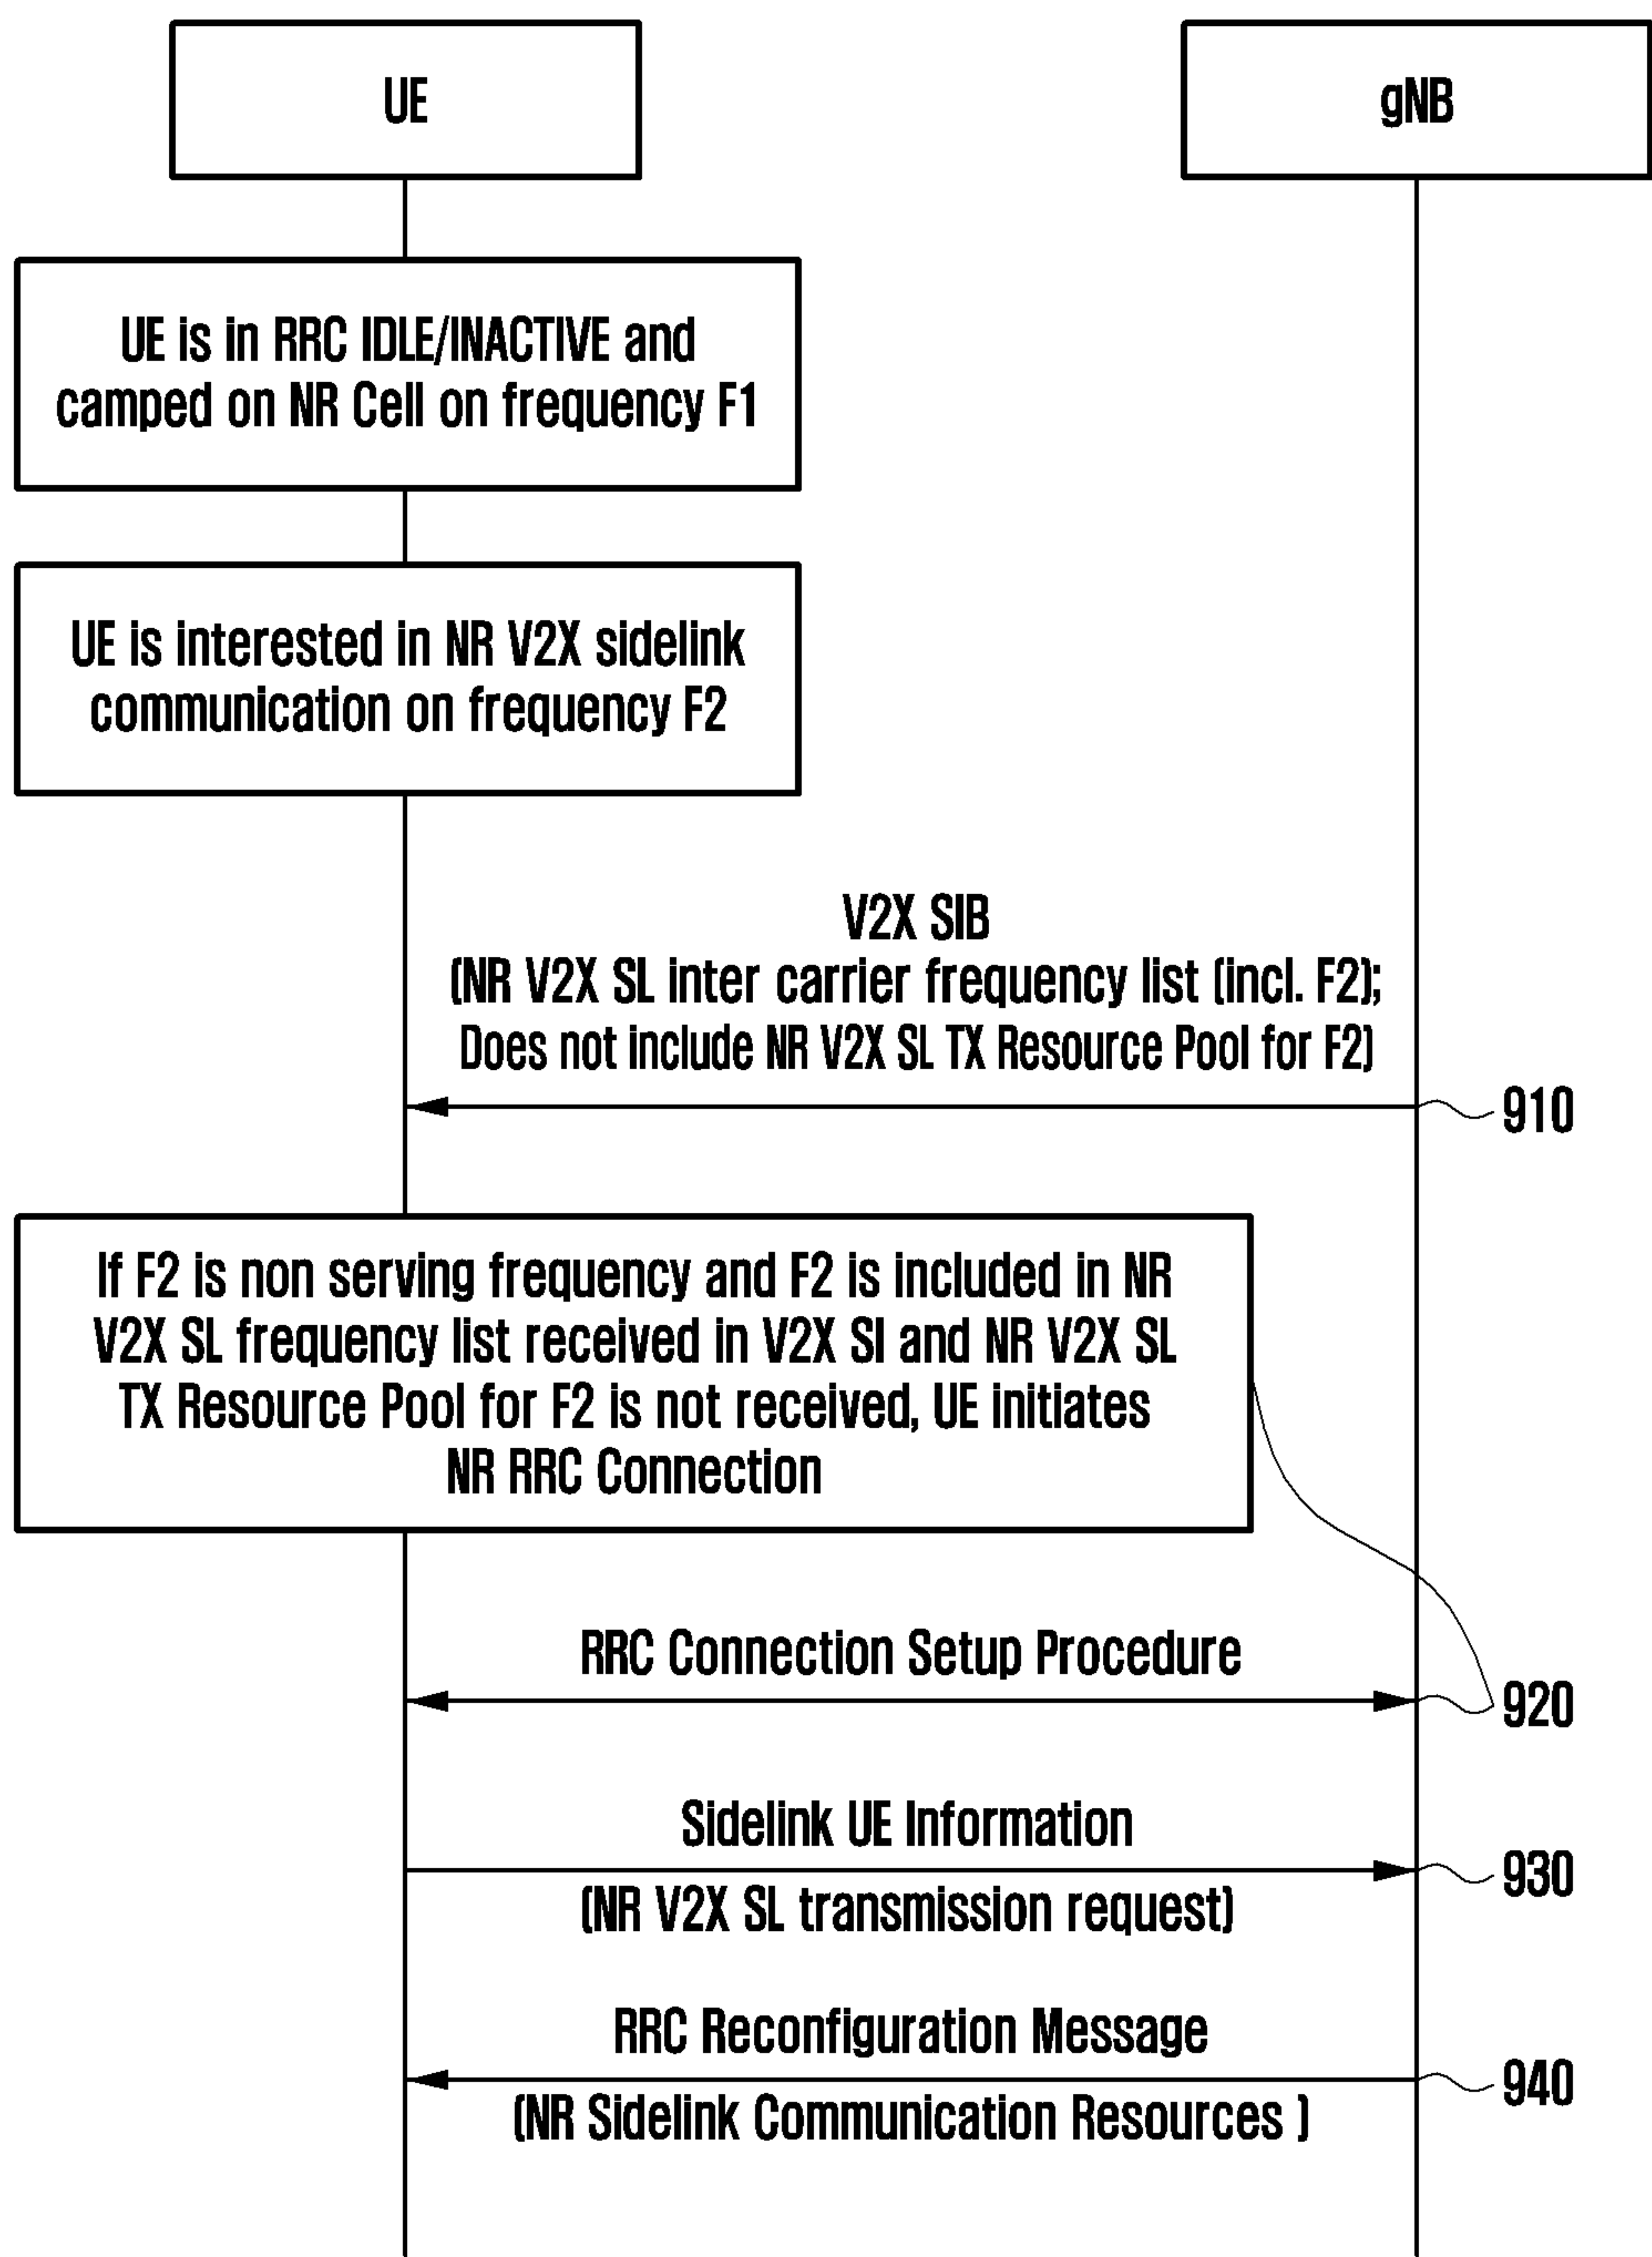 UE
gNB
UE is in RRC IDLE/INACTIVE and
camped on NR Cell on frequency F1
UE is interested in NR V2X sidelink
communication on frequency F2
V2X SIB
(NR V2X SL inter carrier frequency list (incl. F2);
Does not include NR V2X SL TX Resource Pool for F2)
910
If F2 is non serving frequency and F2 is included in NR
V2X SL frequency list received in V2X SI and NR V2X SL
TX Resource Pool for F2 is not received, UE initiates
NR RRC Connection
RRC Connection Setup Procedure
920
Sidelink UE Information
930
(NR V2X SL transmission request)
RRC Reconfiguration Message
940
(NR Sidelink Communication Resources )